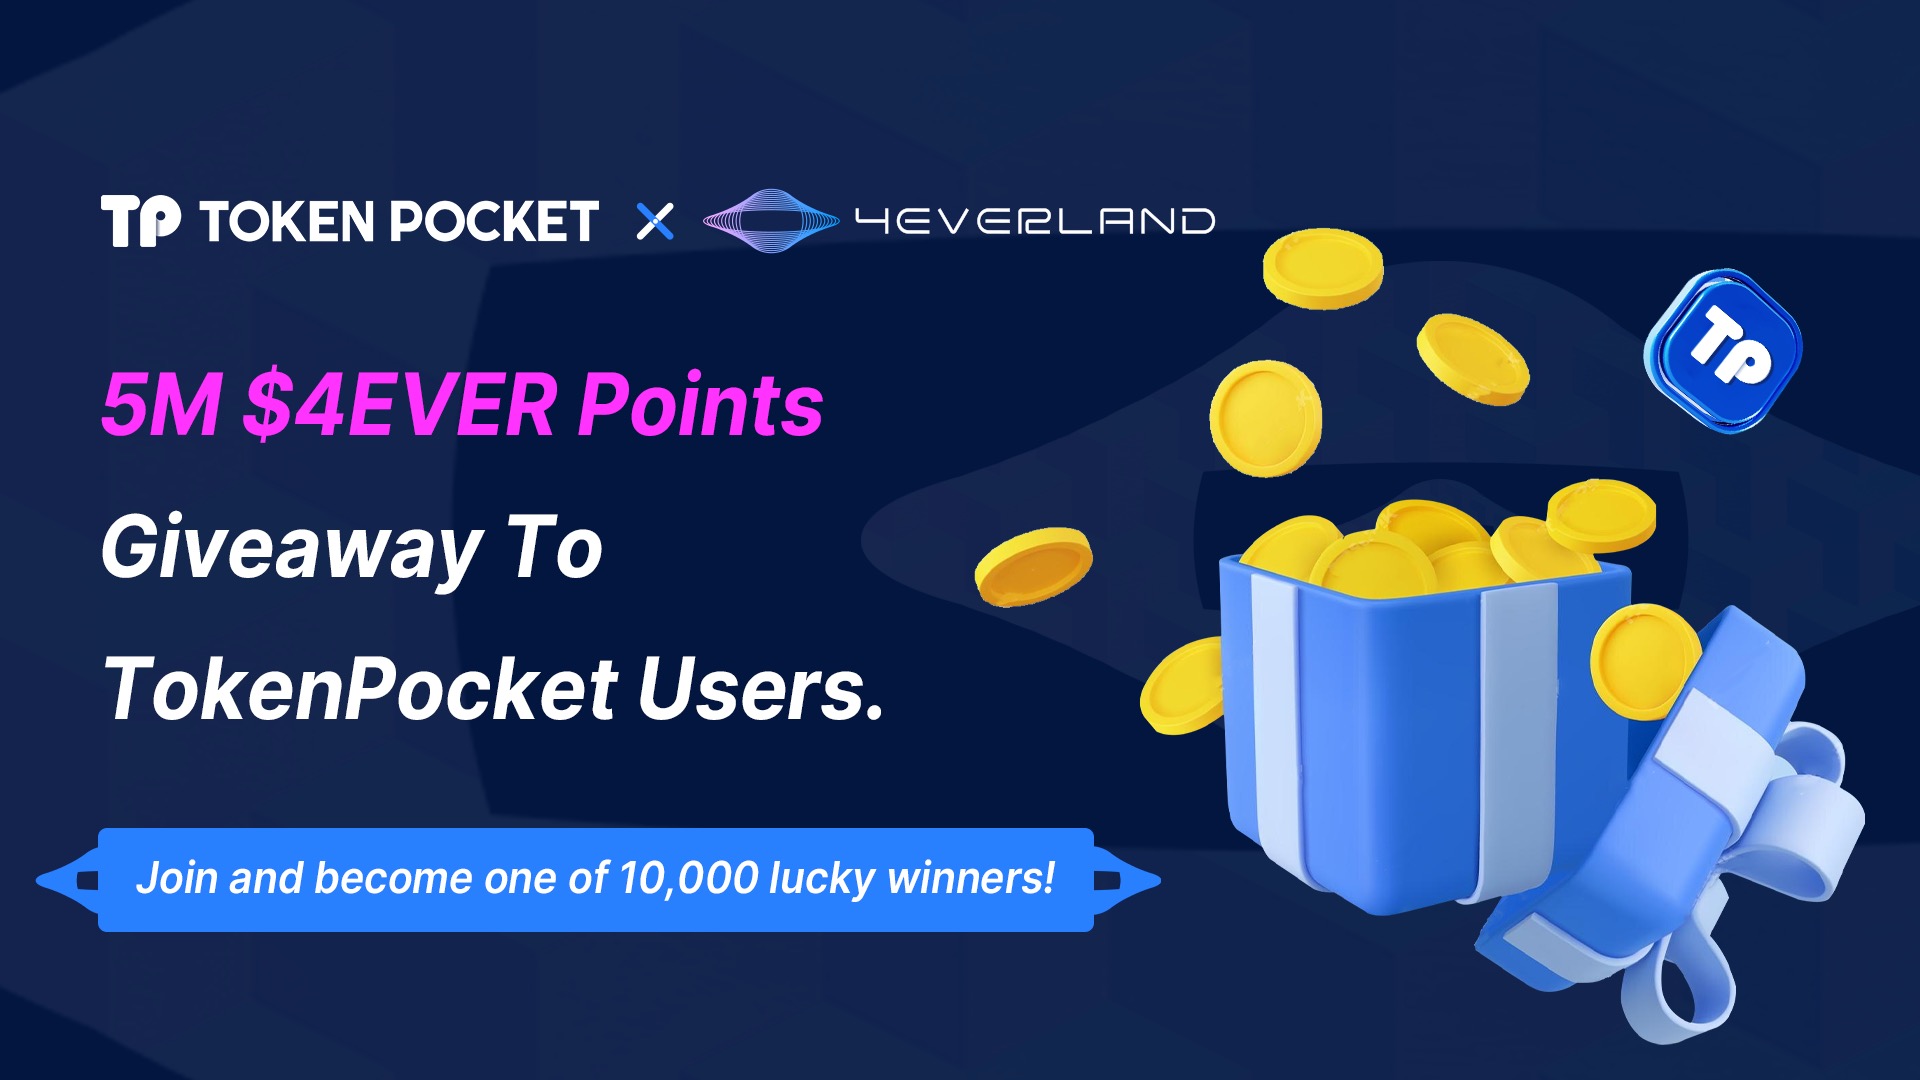 TP TOKEN POCKET X 4EVERLAND
5M $4EVER Points
Giveaway To
TokenPocket Users.
Join and become one of 10,000 lucky winners!
TP